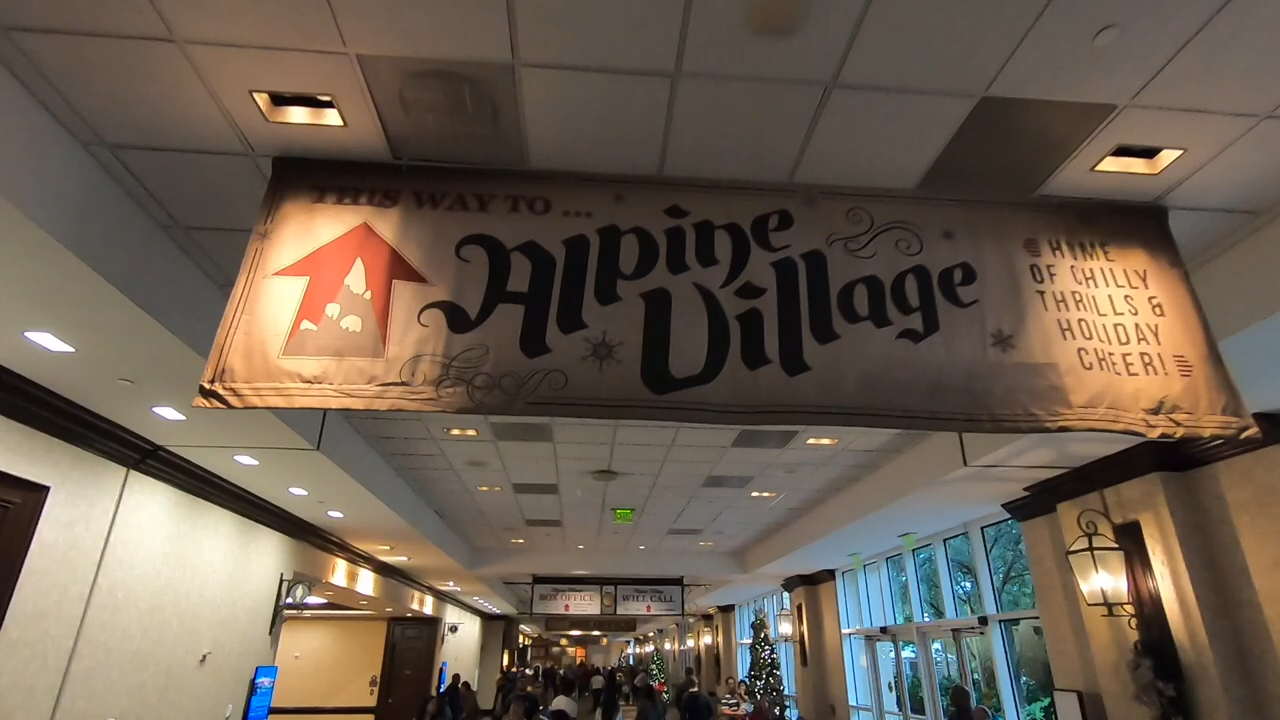 THIS WAY TO ...
Alpine
Village
HOME
OF CHILLY
THRILLS &
HOLIDAY
CHEER!
BOX OFFICE
WILL CALL